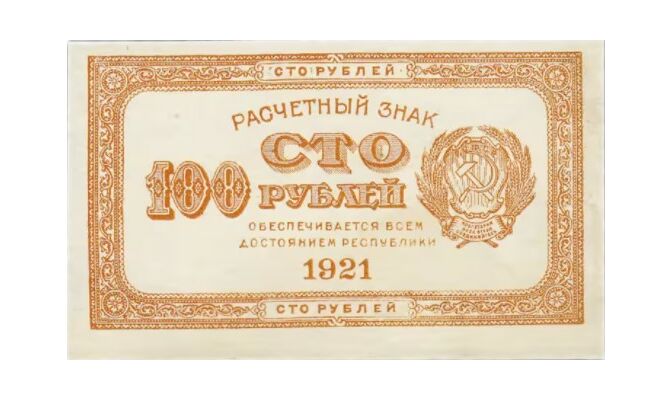 СТО РУБЛЕЙ
РАСЧЕТНЫЙ ЗНАК
100 СТО РУБЛЕЙ
ОБЕСПЕЧИВАЕТСЯ ВСЕМ
ДОСТОЯНИЕМ РЕСПУБЛИКИ
1921
СТО РУБЛЕЙ